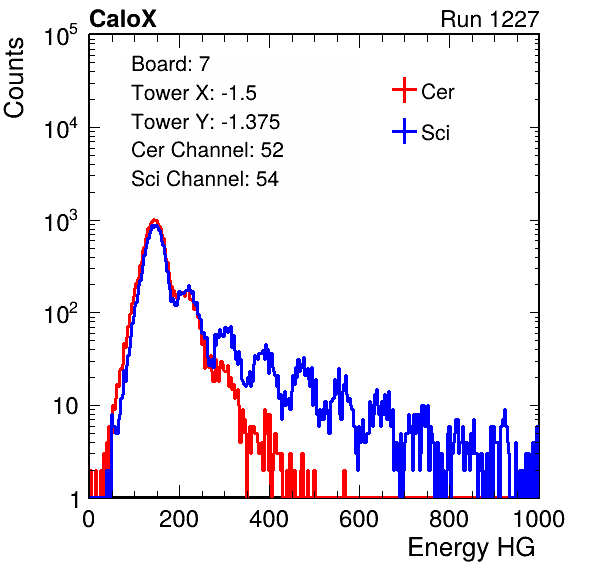 CaloX Run 1227
Counts
10^5
10^4
10^3
10^2
10
1
Board: 7
Tower X: -1.5
Tower Y: -1.375
Cer Channel: 52
Sci Channel: 54
Cer
Sci
0 200 400 600 800 1000
Energy HG